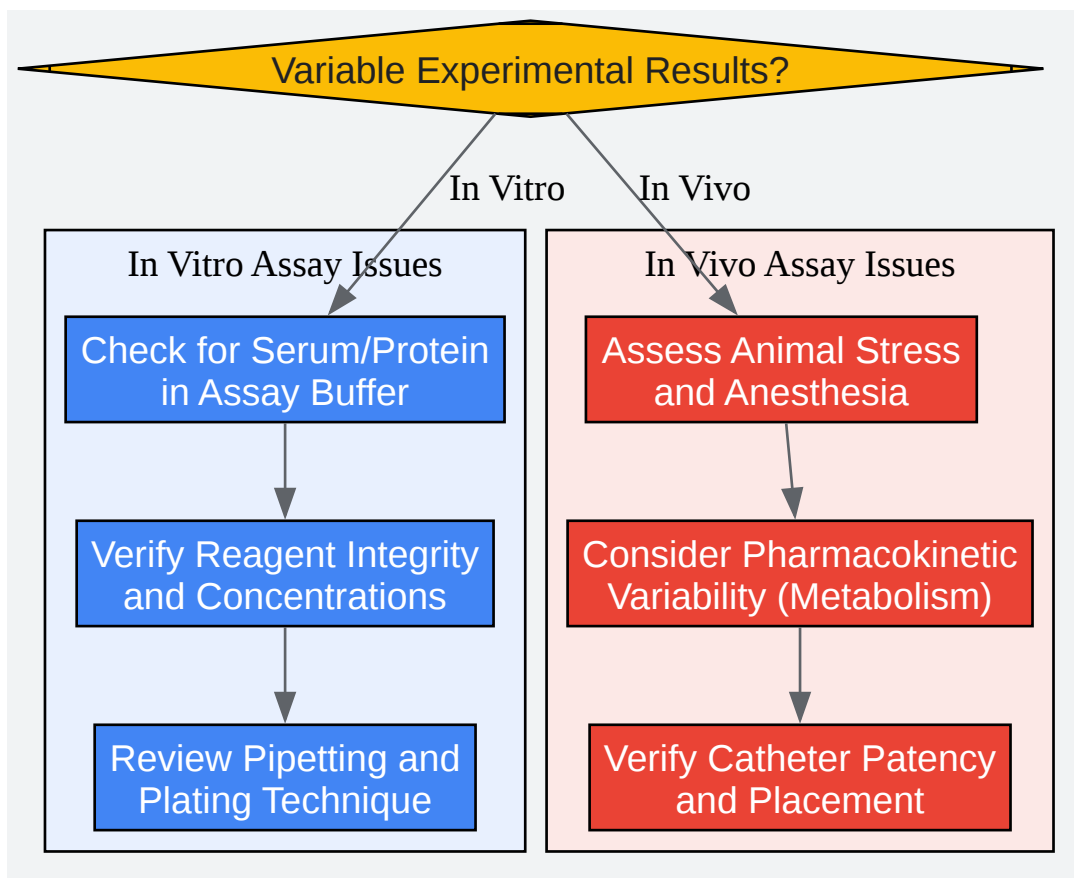 Variable Experimental Results?
In Vitro
In Vivo
In Vitro Assay Issues
Check for Serum/Protein
in Assay Buffer
Verify Reagent Integrity
and Concentrations
Review Pipetting and
Plating Technique
In Vivo Assay Issues
Assess Animal Stress
and Anesthesia
Consider Pharmacokinetic
Variability (Metabolism)
Verify Catheter Patency
and Placement